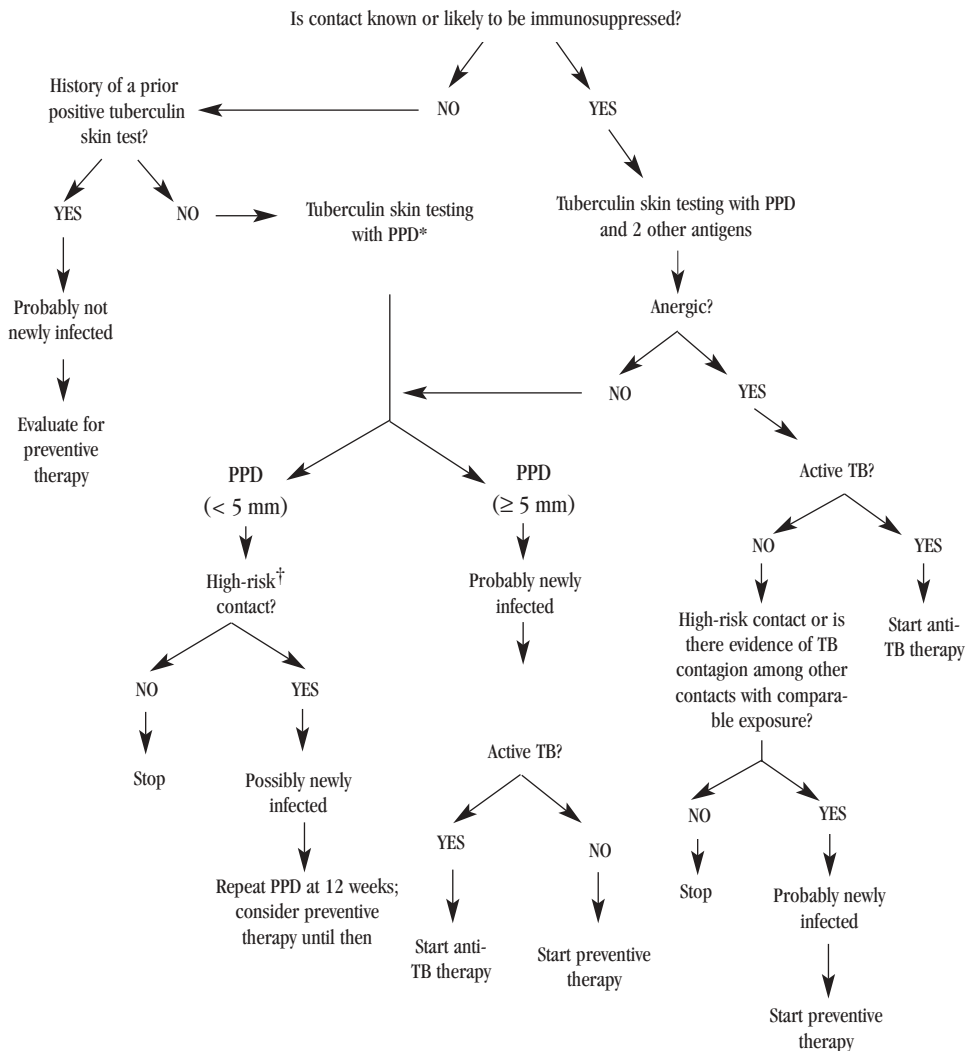 Is contact known or likely to be immunosuppressed?
NO
YES
History of a prior
positive tuberculin
skin test?
YES
NO
Tuberculin skin testing
with PPD*
Tuberculin skin testing with PPD
and 2 other antigens
Probably not
newly infected
Anergic?
NO
YES
Evaluate for
preventive
therapy
PPD
(< 5 mm)
PPD
(≥ 5 mm)
Active TB?
NO
YES
High-risk†
contact?
Probably newly
infected
High-risk contact or is
there evidence of TB
contagion among other
contacts with compara-
ble exposure?
Start anti-
TB therapy
NO
YES
Stop
Possibly newly
infected
Active TB?
YES
NO
NO
YES
Repeat PPD at 12 weeks;
consider preventive
therapy until then
Stop
Probably newly
infected
Start anti-
TB therapy
Start preventive
therapy
Start preventive
therapy